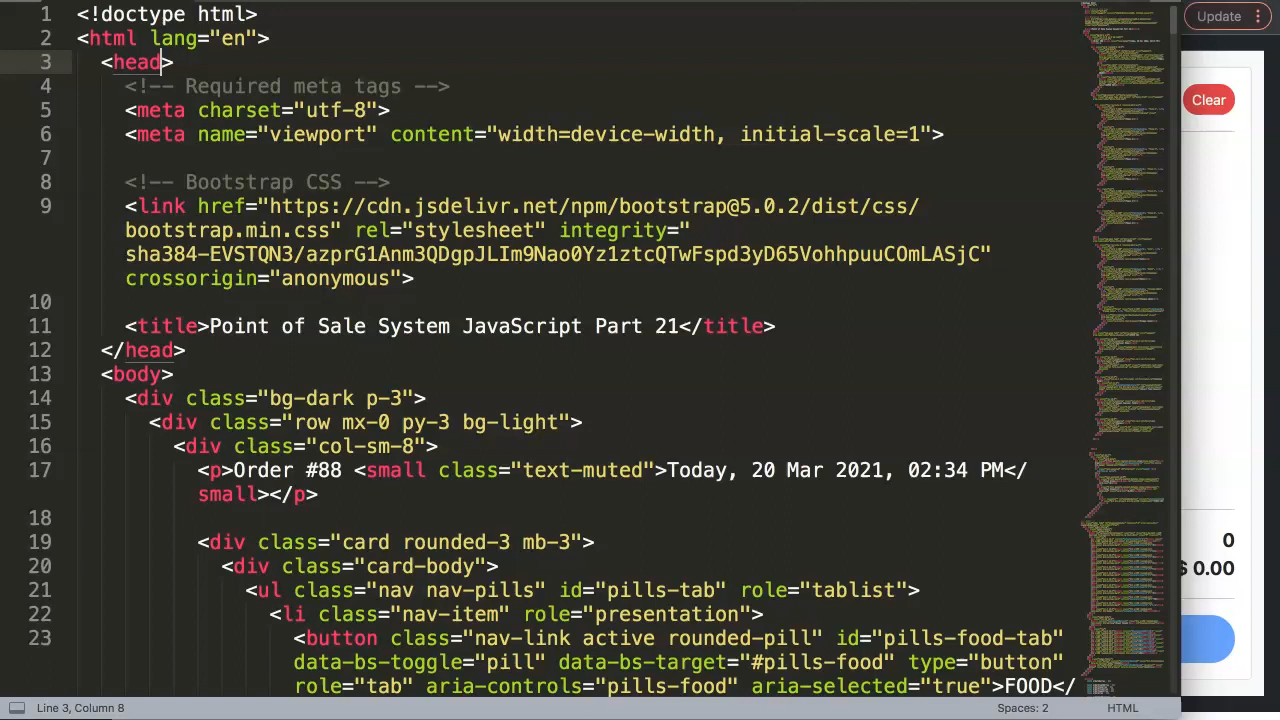 1 <!doctype html>
2 <html lang="en">
3 <head>
4 <!-- Required meta tags -->
5 <meta charset="utf-8">
6 <meta name="viewport" content="width=device-width, initial-scale=1">
7
8 <!-- Bootstrap CSS -->
9 <link href="https://cdn.jsdelivr.net/npm/bootstrap@5.0.2/dist/css/
bootstrap.min.css" rel="stylesheet" integrity="
sha384-EVSTQN3/azprG1Anm3QDgpJLIm9Nao0Yz1ztcQTwFspd3yD65VohhpuuCOmLASjC"
crossorigin="anonymous">
10
11 <title>Point of Sale System JavaScript Part 21</title>
12 </head>
13 <body>
14 <div class="bg-dark p-3">
15 <div class="row mx-0 py-3 bg-light">
16 <div class="col-sm-8">
17 <p>Order #88 <small class="text-muted">Today, 20 Mar 2021, 02:34 PM</
small></p>
18
19 <div class="card rounded-3 mb-3">
20 <div class="card-body">
21 <ul class="nav nav-pills" id="pills-tab" role="tablist">
22 <li class="nav-item" role="presentation">
23 <button class="nav-link active rounded-pill" id="pills-food-tab"
data-bs-toggle="pill" data-bs-target="#pills-food" type="button"
role="tab" aria-controls="pills-food" aria-selected="true">FOOD</
Line 3, Column 8
Spaces: 2
HTML
Update
Clear
0
$ 0.00